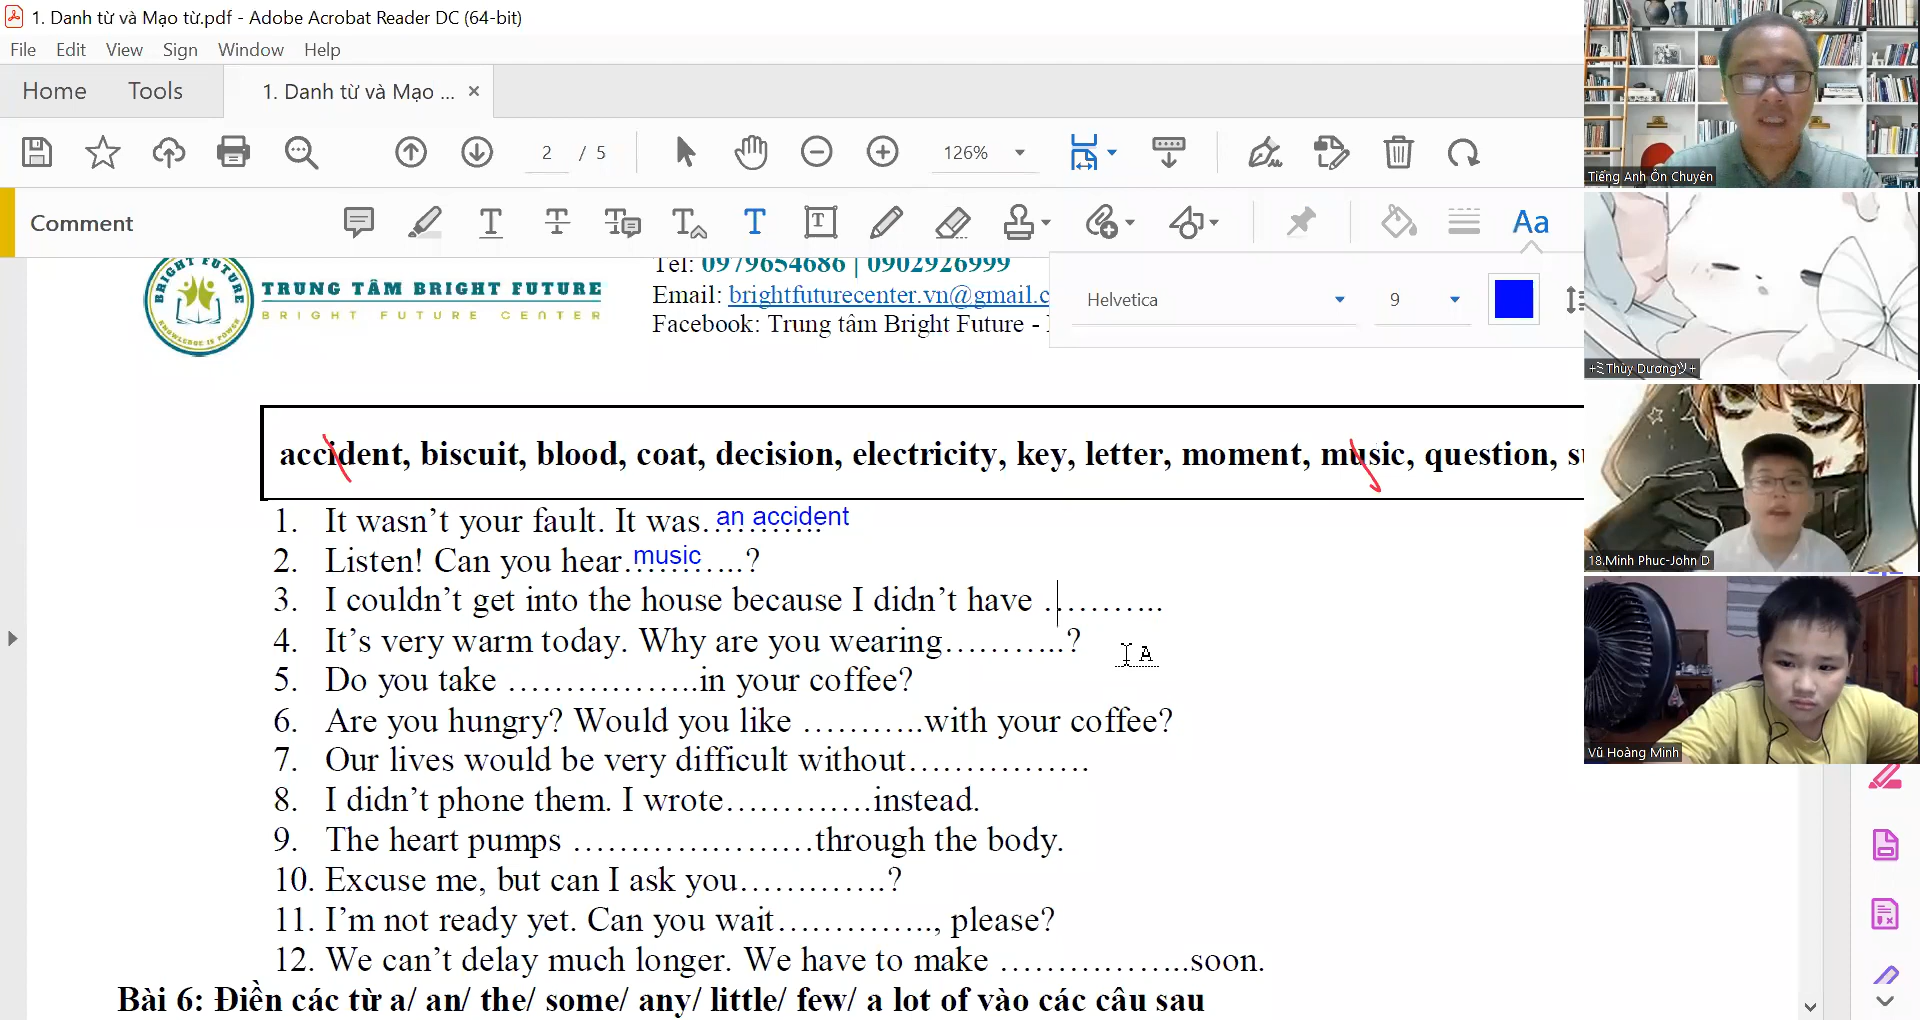 1. Danh từ và Mạo từ.pdf - Adobe Acrobat Reader DC (64-bit)
File Edit View Sign Window Help
Home Tools 1. Danh từ và Mạo ... ×
2 / 5 126%
Comment Aa
BRIGHT FUTURE
KNOWLEDGE IS POWER
TRUNG TÂM BRIGHT FUTURE
BRIGHT FUTURE CENTER
Tel: 0979654686 | 0902926999
Email: brightfuturecenter.vn@gmail.c
Facebook: Trung tâm Bright Future -
Helvetica 9
accident, biscuit, blood, coat, decision, electricity, key, letter, moment, music, question, su
1. It wasn't your fault. It was. an accident
2. Listen! Can you hear. music ...?
3. I couldn't get into the house because I didn't have ...........
4. It's very warm today. Why are you wearing...........?
5. Do you take ...................in your coffee?
6. Are you hungry? Would you like ............with your coffee?
7. Our lives would be very difficult without................
8. I didn't phone them. I wrote..............instead.
9. The heart pumps ........................through the body.
10. Excuse me, but can I ask you..............?
11. I'm not ready yet. Can you wait..............., please?
12. We can't delay much longer. We have to make ...................soon.
Bài 6: Điền các từ a/ an/ the/ some/ any/ little/ few/ a lot of vào các câu sau
Tiếng Anh Ôn Chuyên
Thùy Dương
18.Minh Phuc-John D
Vũ Hoàng Minh